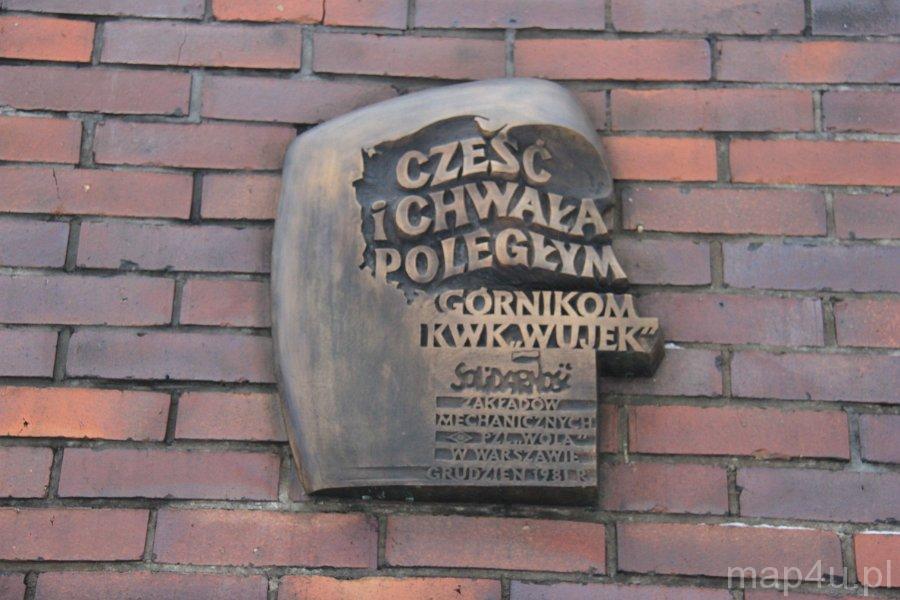 CZEŚĆ
i CHWAŁA
POLEGŁYM
GÓRNIKOM
KWK „WUJEK”
SOLIDARNOŚĆ
ZAKŁADÓW
MECHANICZNYCH
PZL „WOLA”
W WARSZAWIE
GRUDZIEŃ 1981 R
map4u.pl